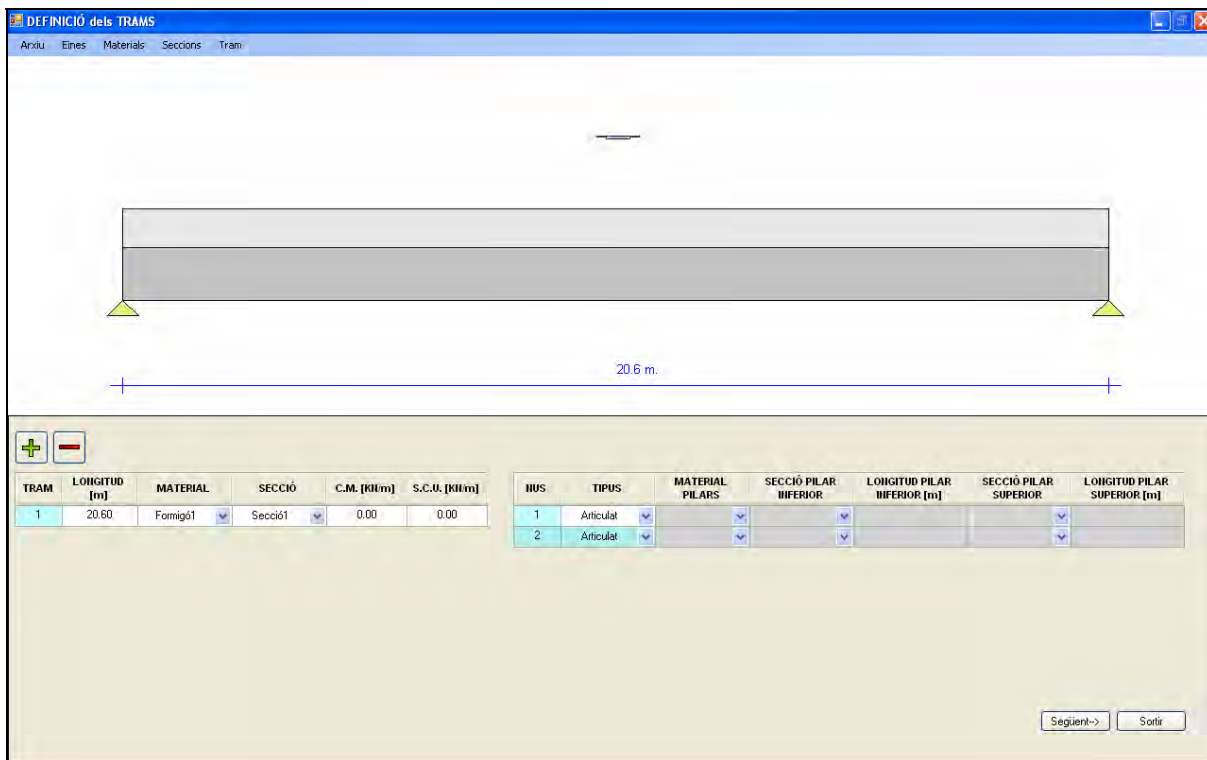 DEFINICIÓ dels TRAMS
Arxiu Eines Materials Seccions Tram
20.6 m.
TRAM LONGITUD [m] MATERIAL SECCIÓ C.M. [KN/m] S.C.U. [KN/m]
1 20.60 Formigó1 Secció1 0.00 0.00
NUS TIPUS MATERIAL PILARS SECCIÓ PILAR INFERIOR LONGITUD PILAR INFERIOR [m] SECCIÓ PILAR SUPERIOR LONGITUD PILAR SUPERIOR [m]
1 Articulat
2 Articulat
Següent--> Sortir